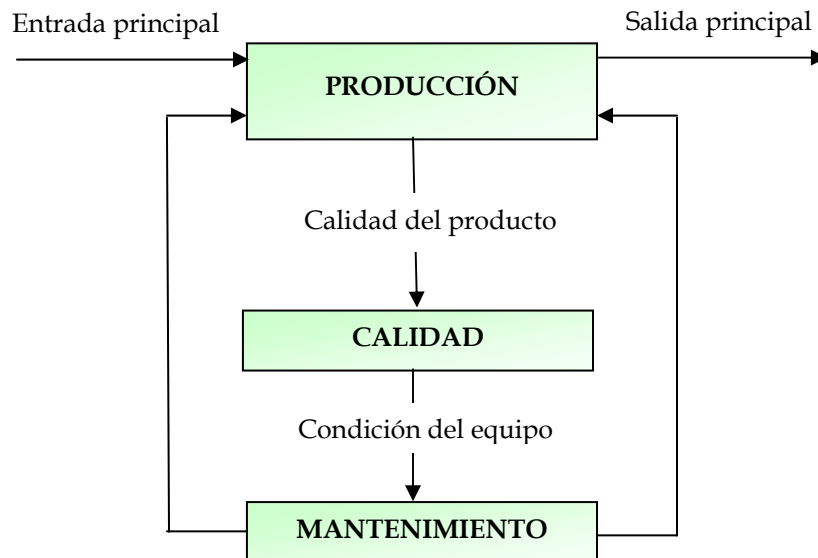 Entrada principal
Salida principal
PRODUCCIÓN
Calidad del producto
CALIDAD
Condición del equipo
MANTENIMIENTO